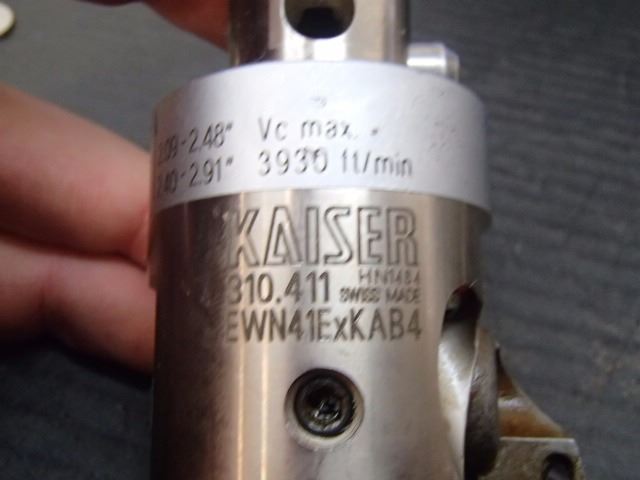 2.09-2.48" Vc max. =
2.40-2.91" 3930 ft/min
KAISER
310.411 HN1484
SWISS MADE
EWN41ExKAB4